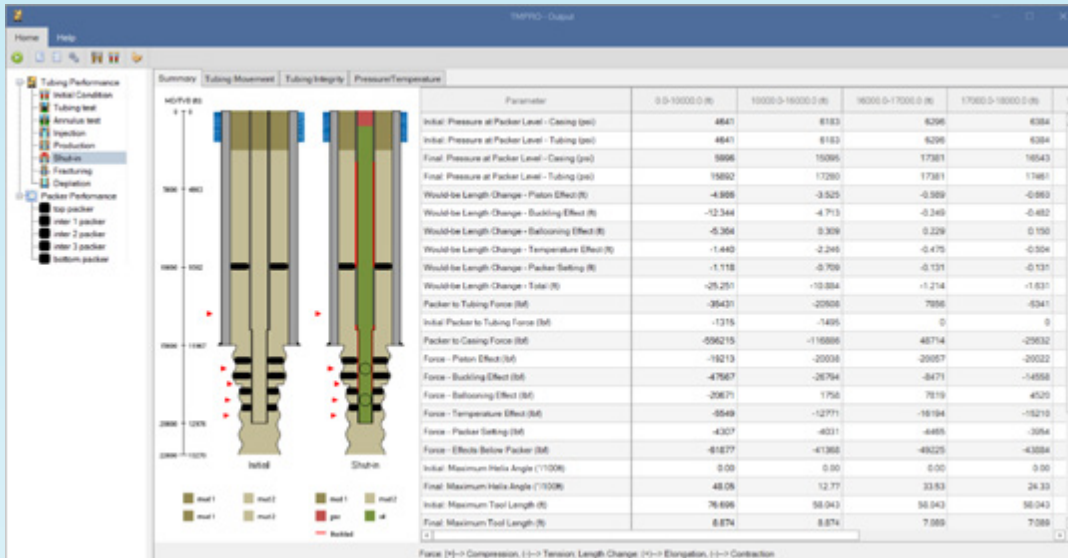 TMPRO - Output
Home Help
Tubing Performance
Initial Condition
Tubing test
Annulus test
Injection
Production
Shut-in
Fracturing
Depletion
Packer Performance
top packer
inter 1 packer
inter 2 packer
inter 3 packer
bottom packer
Summary Tubing Movement Tubing Integrity Pressure/Temperature
MD/TVD (ft)
0 0
Initial Shut-in
mud 1 mud 2 mud 1 mud 2
mud 1 mud 2 gas oil
Buckled
Parameter 0.0-10000.0 (ft) 10000.0-16000.0 (ft) 16000.0-17000.0 (ft) 17000.0-18000.0 (ft)
Initial: Pressure at Packer Level - Casing (psi) 4641 6183 6296 6384
Initial: Pressure at Packer Level - Tubing (psi) 4641 6183 6296 6384
Final: Pressure at Packer Level - Casing (psi) 5996 15095 17381 16543
Final: Pressure at Packer Level - Tubing (psi) 15892 17280 17381 17461
Would-be Length Change - Piston Effect (ft) -4.986 -3.525 -0.589 -0.663
Would-be Length Change - Buckling Effect (ft) -12.344 -4.713 -0.249 -0.482
Would-be Length Change - Ballooning Effect (ft) -5.364 0.309 0.229 0.150
Would-be Length Change - Temperature Effect (ft) -1.440 -2.246 -0.475 -0.504
Would-be Length Change - Packer Setting (ft) -1.118 -0.709 -0.131 -0.131
Would-be Length Change - Total (ft) -25.251 -10.884 -1.214 -1.631
Packer to Tubing Force (lbf) -35431 -20508 7856 -5341
Initial Packer to Tubing Force (lbf) -1315 -1495 0 0
Packer to Casing Force (lbf) -556215 -116886 48714 -25632
Force - Piston Effect (lbf) -19213 -20038 -20057 -20022
Force - Buckling Effect (lbf) -47567 -26794 -8471 -14558
Force - Ballooning Effect (lbf) -20671 1758 7819 4520
Force - Temperature Effect (lbf) -5549 -12771 -16194 -15210
Force - Packer Setting (lbf) -4307 -4031 -4465 -3954
Force - Effects Below Packer (lbf) -61877 -41368 -49225 -43884
Initial: Maximum Helix Angle (°/100ft) 0.00 0.00 0.00 0.00
Final: Maximum Helix Angle (°/100ft) 48.05 12.77 33.53 24.33
Initial: Maximum Tool Length (ft) 76.695 58.043 58.043 58.043
Final: Maximum Tool Length (ft) 8.874 8.874 7.089 7.089
Force: (+)--> Compression, (-)--> Tension; Length Change: (+)--> Elongation, (-)--> Contraction